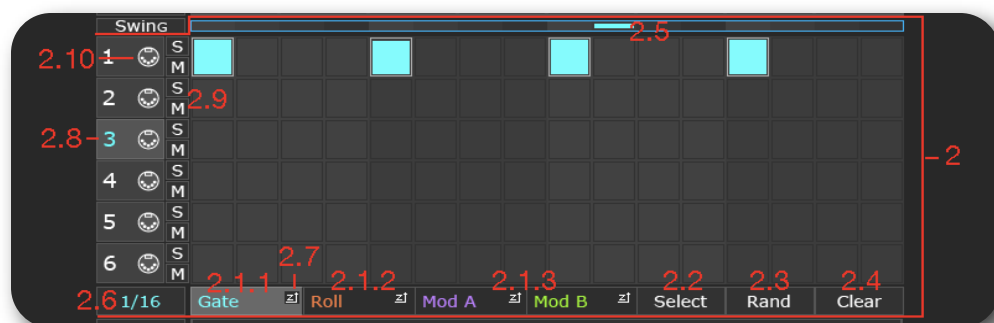 Swing
2.5
2.10 1 S
M
2 S
M 2.9
2.8 3 S
M
2
4 S
M
5 S
M
6 S
M
2.7
2.1.1 2.1.2 2.1.3 2.2 2.3 2.4
2.6 1/16 Gate Roll Mod A Mod B Select Rand Clear